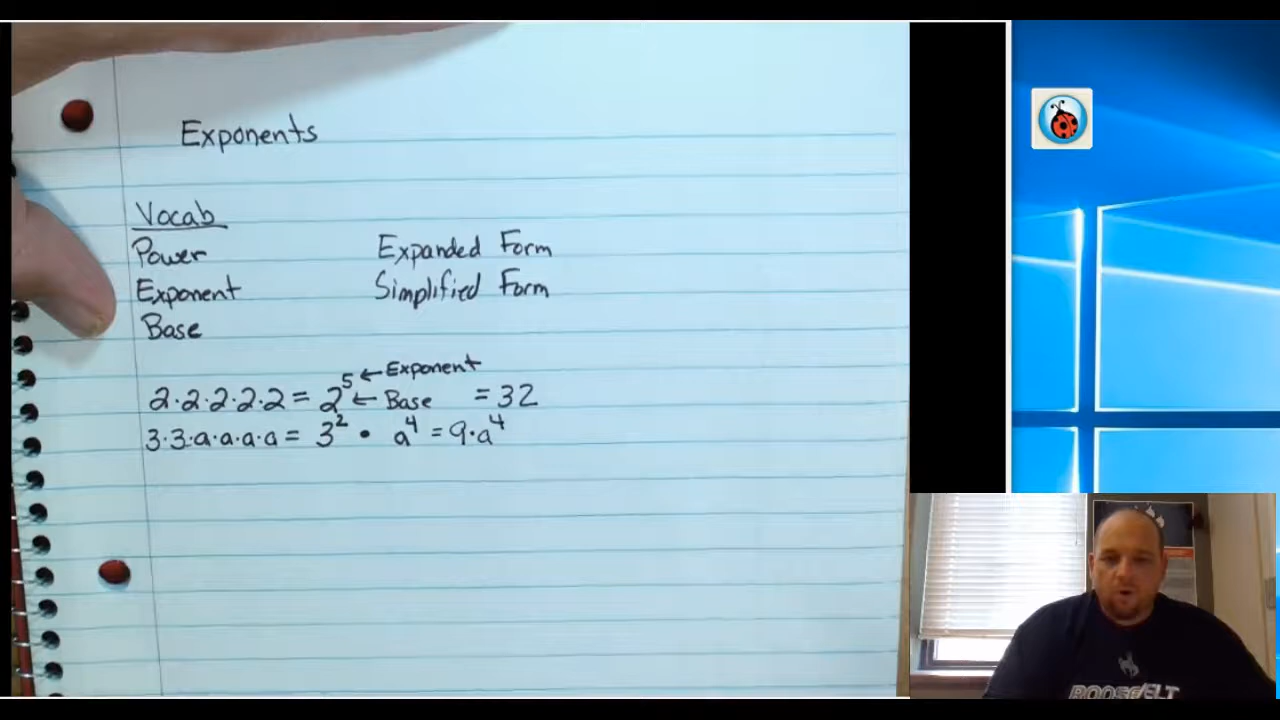 Exponents
Vocab
Power Expanded Form
Exponent Simplified Form
Base
2·2·2·2·2 = 2⁵ ← Exponent ← Base = 32
3·3·a·a·a·a = 3² · a⁴ = 9·a⁴
ROOSEVELT